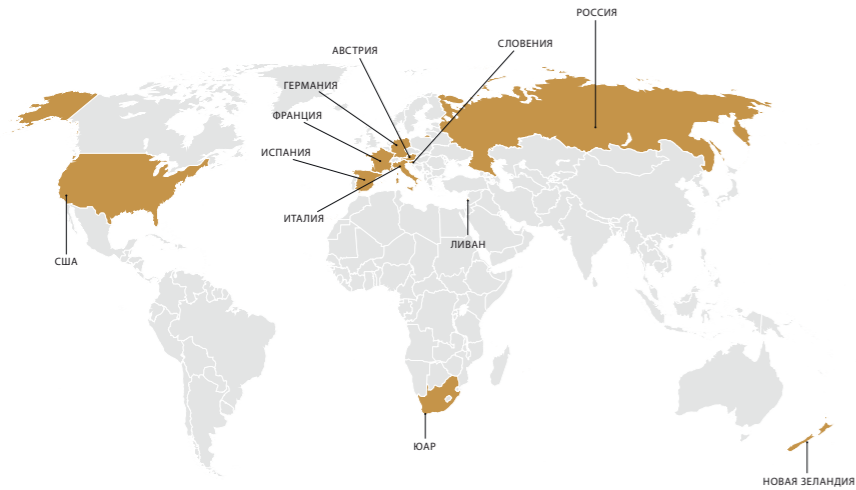 РОССИЯ
СЛОВЕНИЯ
АВСТРИЯ
ГЕРМАНИЯ
ФРАНЦИЯ
ИСПАНИЯ
ИТАЛИЯ
ЛИВАН
США
ЮАР
НОВАЯ ЗЕЛАНДИЯ